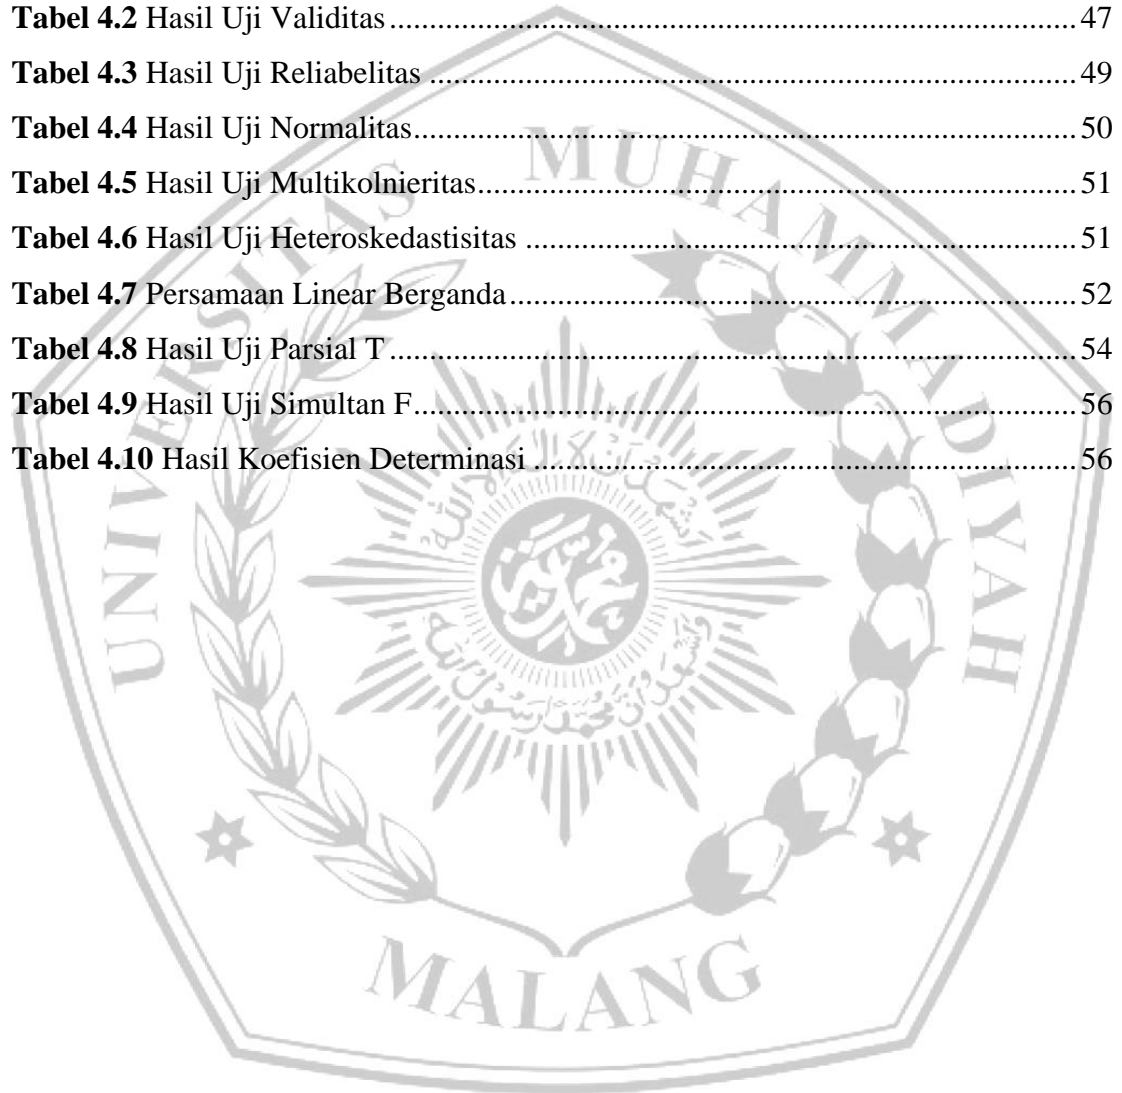 Tabel 4.2 Hasil Uji Validitas........................................................................................47
Tabel 4.3 Hasil Uji Reliabelitas ...................................................................................49
Tabel 4.4 Hasil Uji Normalitas.....................................................................................50
Tabel 4.5 Hasil Uji Multikolnieritas.............................................................................51
Tabel 4.6 Hasil Uji Heteroskedastisitas .......................................................................51
Tabel 4.7 Persamaan Linear Berganda.........................................................................52
Tabel 4.8 Hasil Uji Parsial T........................................................................................54
Tabel 4.9 Hasil Uji Simultan F.....................................................................................56
Tabel 4.10 Hasil Koefisien Determinasi ......................................................................56
UNIVERSITAS MUHAMMADIYAH
MALANG